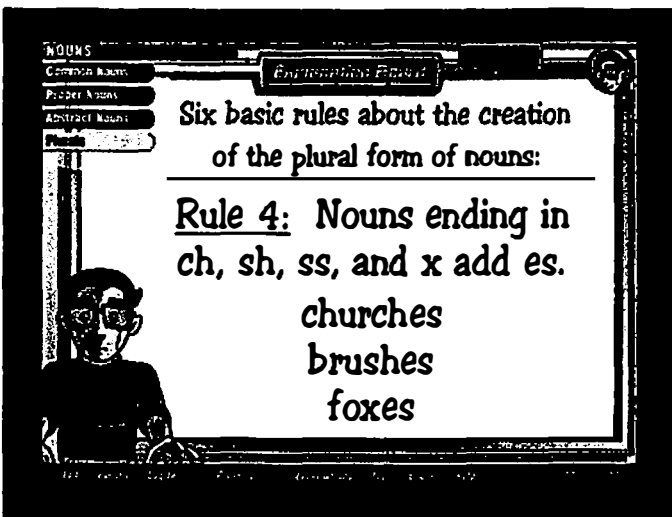 NOUNS
Common Nouns
Proper Nouns
Abstract Nouns
Plurals
Six basic rules about the creation
of the plural form of nouns:
Rule 4: Nouns ending in
ch, sh, ss, and x add es.
churches
brushes
foxes